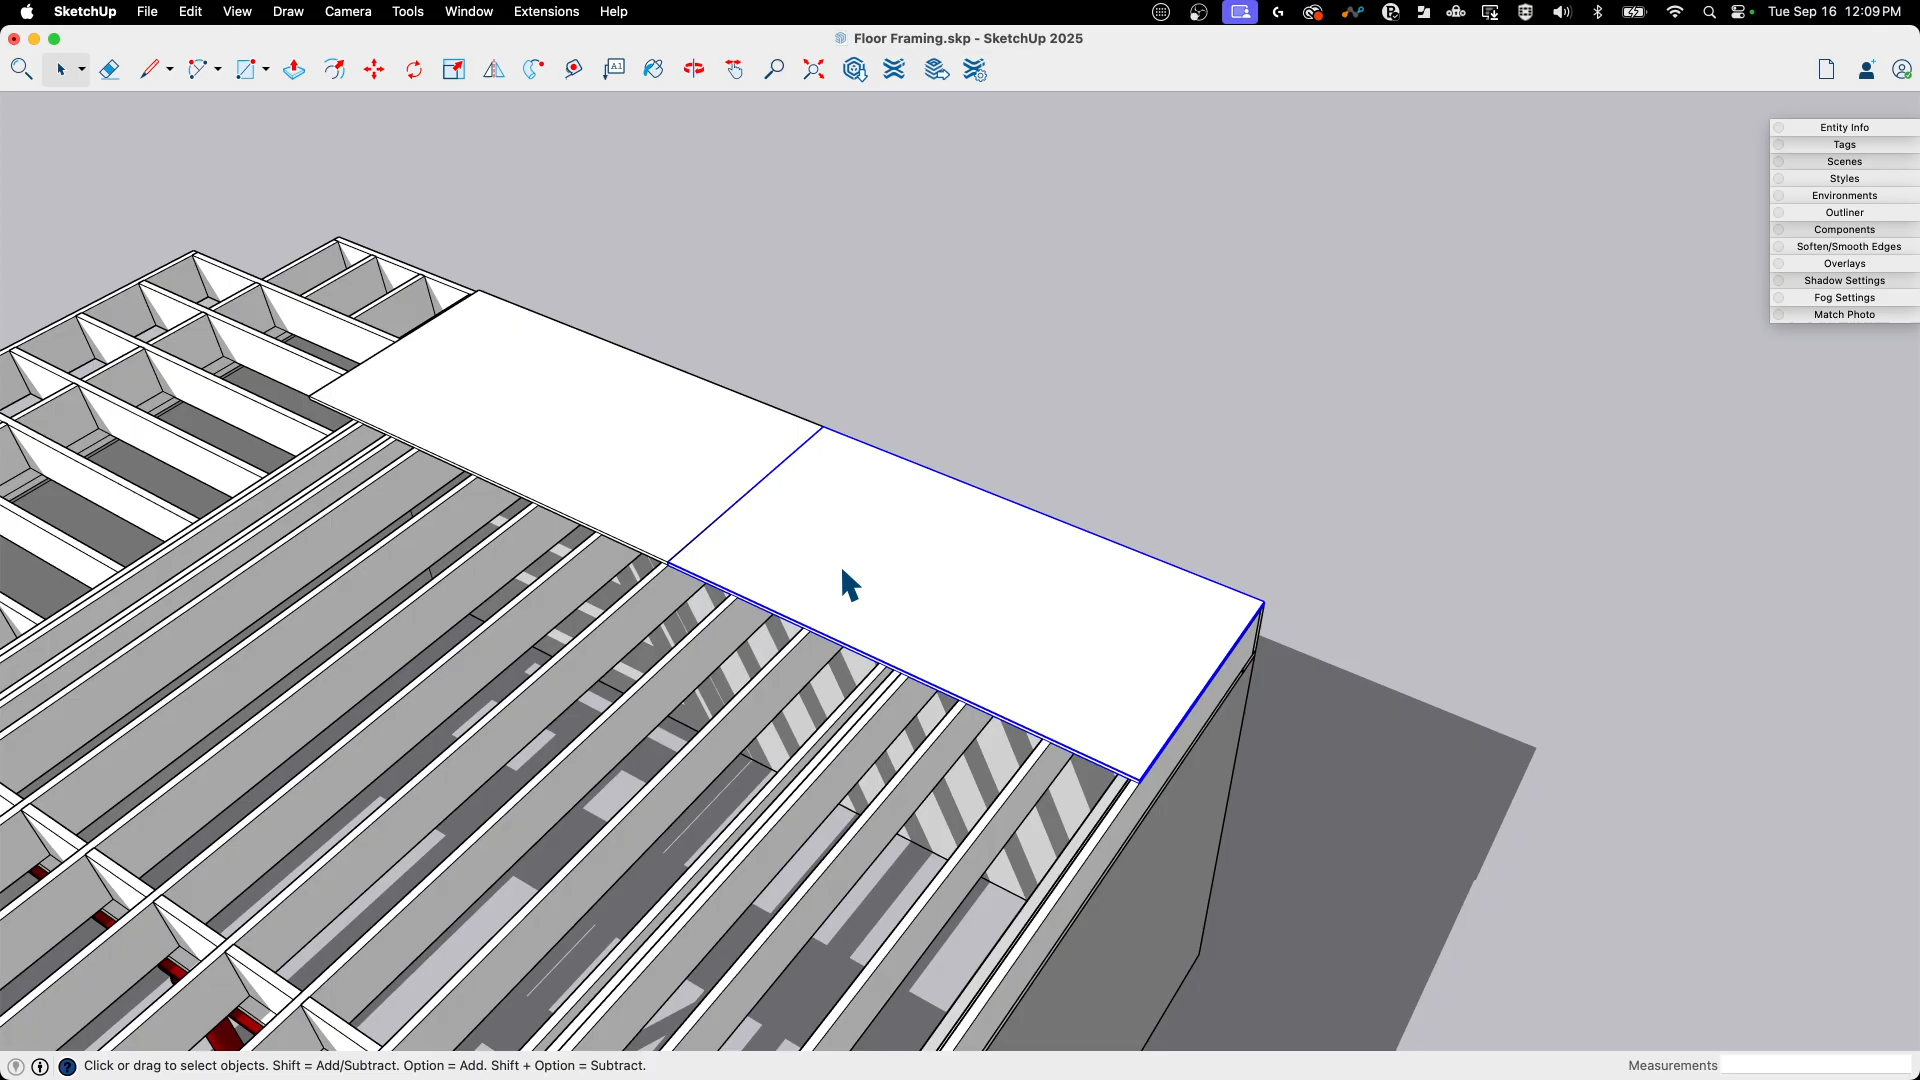 SketchUp File Edit View Draw Camera Tools Window Extensions Help Tue Sep 16 12:09 PM
Floor Framing.skp - SketchUp 2025
A1
Entity Info
Tags
Scenes
Styles
Environments
Outliner
Components
Soften/Smooth Edges
Overlays
Shadow Settings
Fog Settings
Match Photo
Click or drag to select objects. Shift = Add/Subtract. Option = Add. Shift + Option = Subtract. Measurements